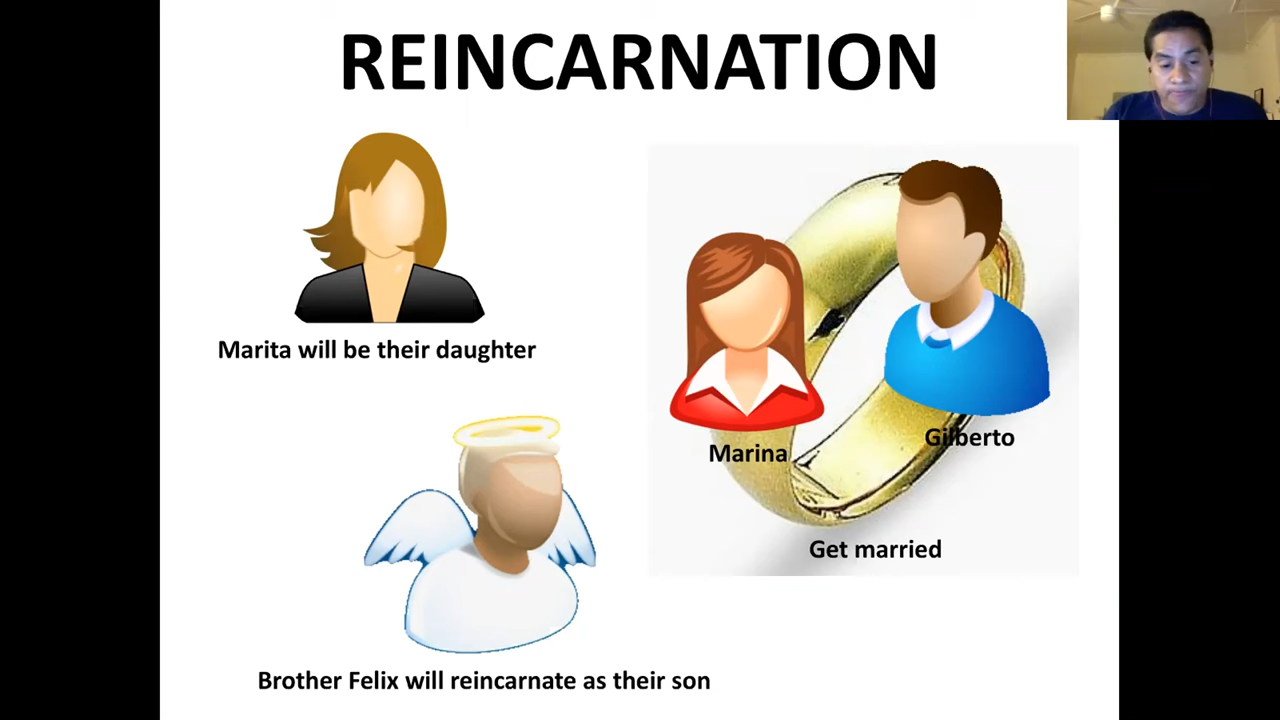 REINCARNATION
Marita will be their daughter
Marina
Gilberto
Get married
Brother Felix will reincarnate as their son